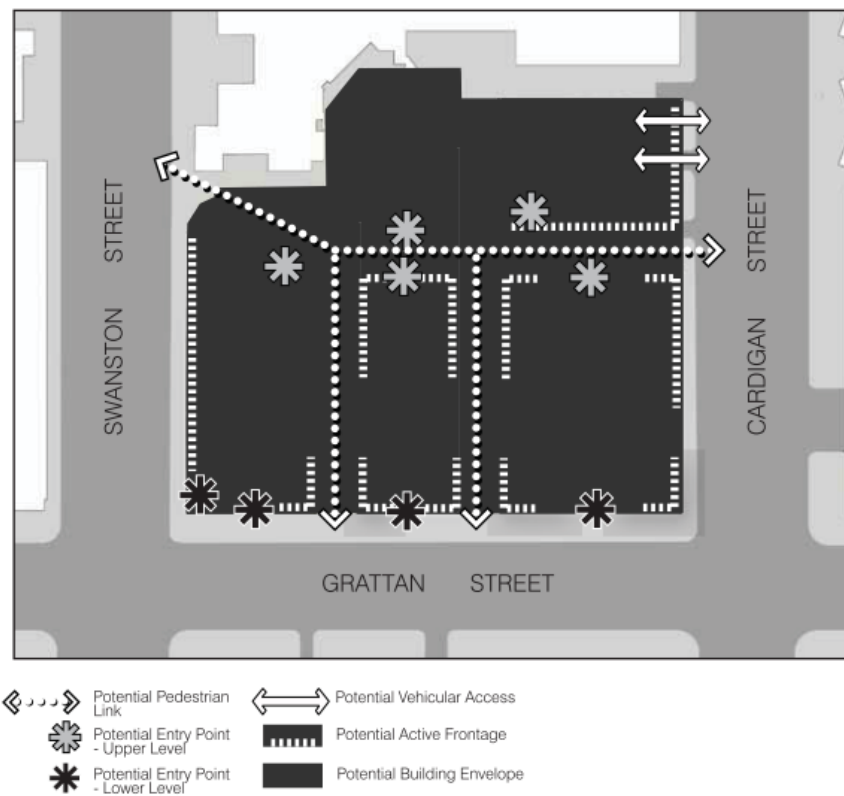 SWANSTON STREET
CARDIGAN STREET
GRATTAN STREET
Potential Pedestrian
Link
Potential Vehicular Access
Potential Entry Point
- Upper Level
Potential Active Frontage
Potential Entry Point
- Lower Level
Potential Building Envelope